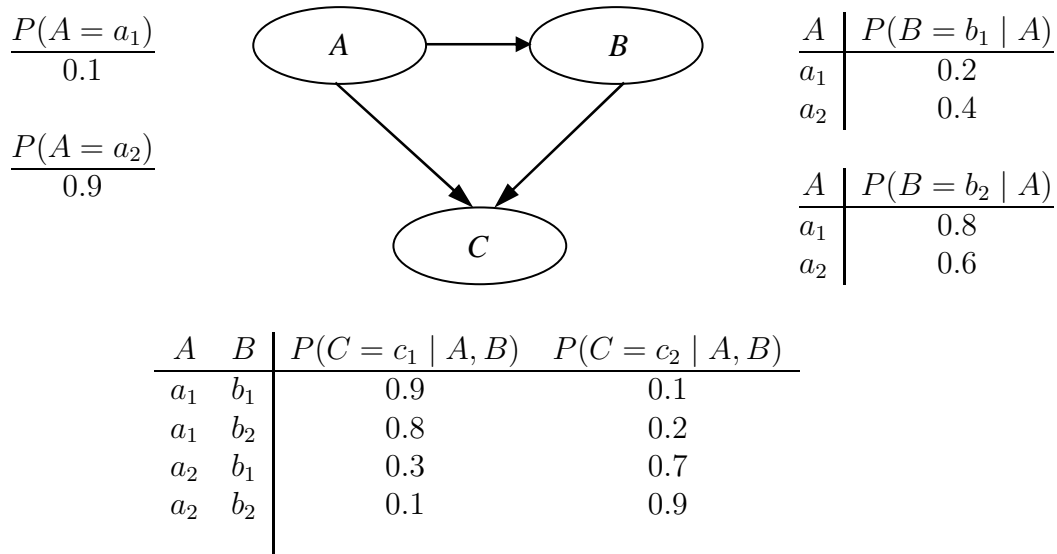 P(A = a₁)
0.1
P(A = a₂)
0.9
A
B
C
A P(B = b₁ | A)
a₁ 0.2
a₂ 0.4
A P(B = b₂ | A)
a₁ 0.8
a₂ 0.6
A B P(C = c₁ | A, B) P(C = c₂ | A, B)
a₁ b₁ 0.9 0.1
a₁ b₂ 0.8 0.2
a₂ b₁ 0.3 0.7
a₂ b₂ 0.1 0.9